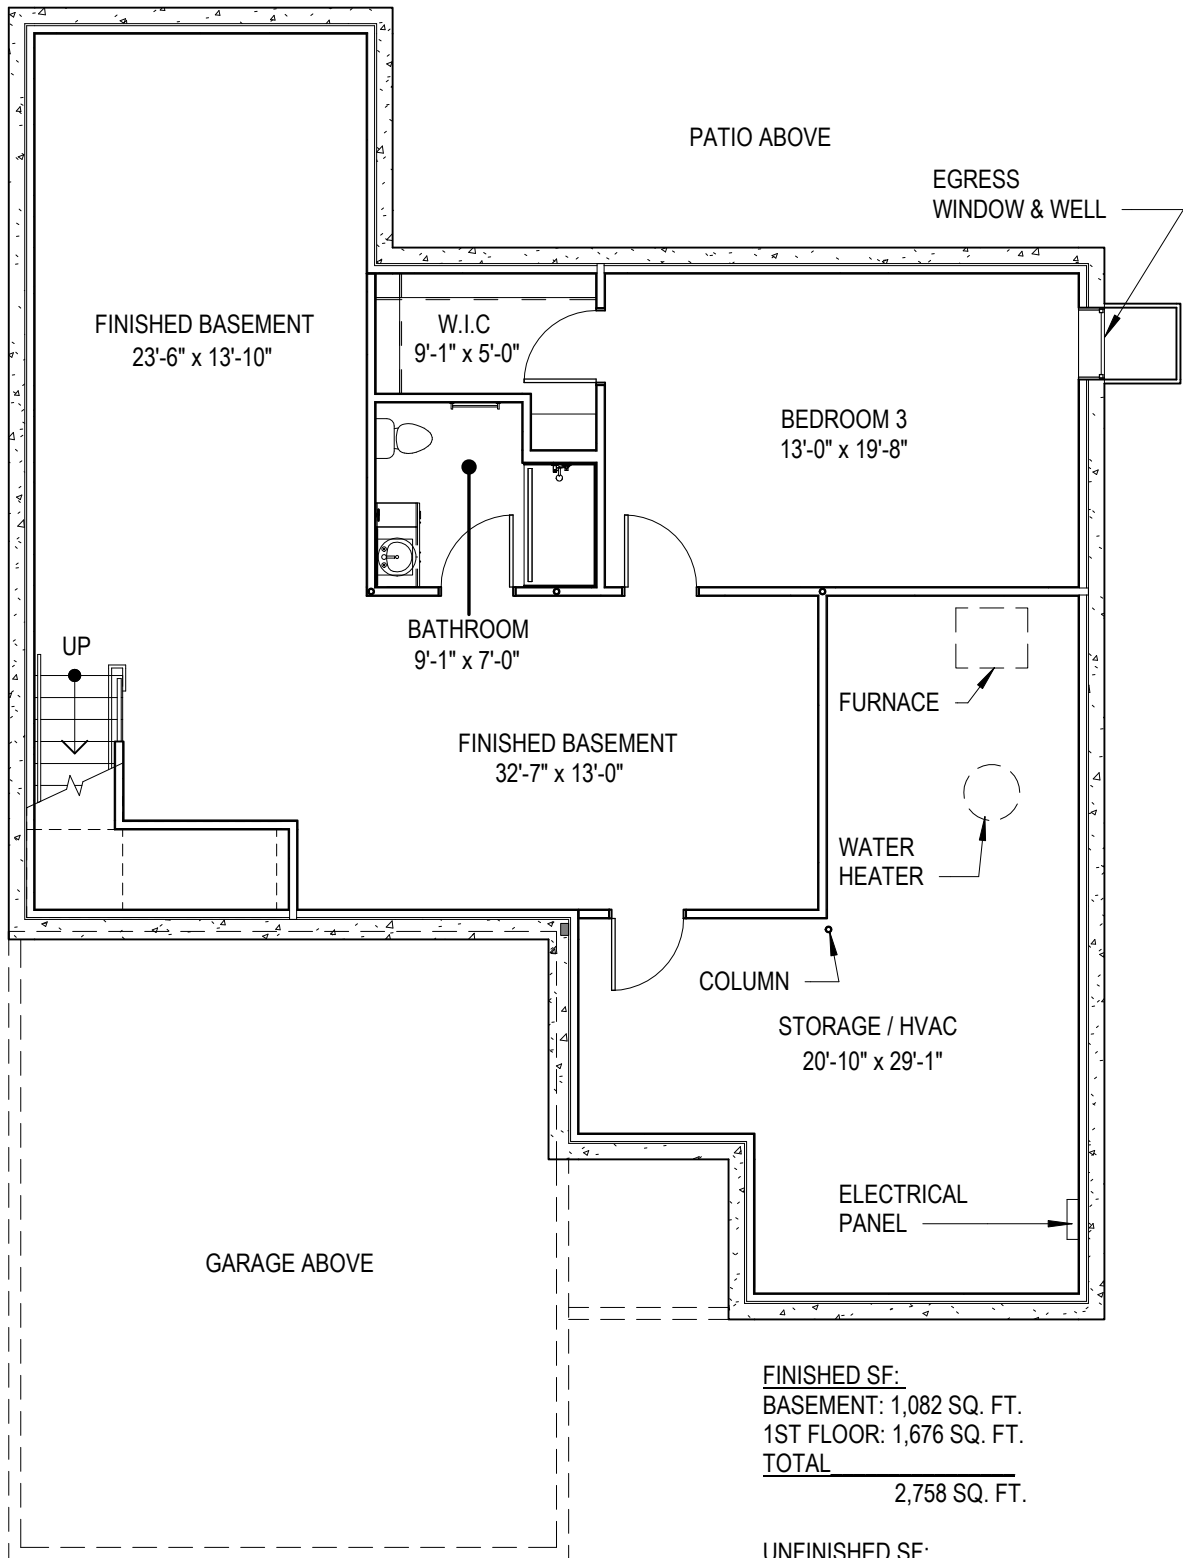 PATIO ABOVE
EGRESS
WINDOW & WELL
FINISHED BASEMENT
23'-6" x 13'-10"
W.I.C
9'-1" x 5'-0"
BEDROOM 3
13'-0" x 19'-8"
UP
BATHROOM
9'-1" x 7'-0"
FURNACE
FINISHED BASEMENT
32'-7" x 13'-0"
WATER
HEATER
COLUMN
STORAGE / HVAC
20'-10" x 29'-1"
ELECTRICAL
PANEL
GARAGE ABOVE
FINISHED SF:
BASEMENT: 1,082 SQ. FT.
1ST FLOOR: 1,676 SQ. FT.
TOTAL
2,758 SQ. FT.
UNFINISHED SF: